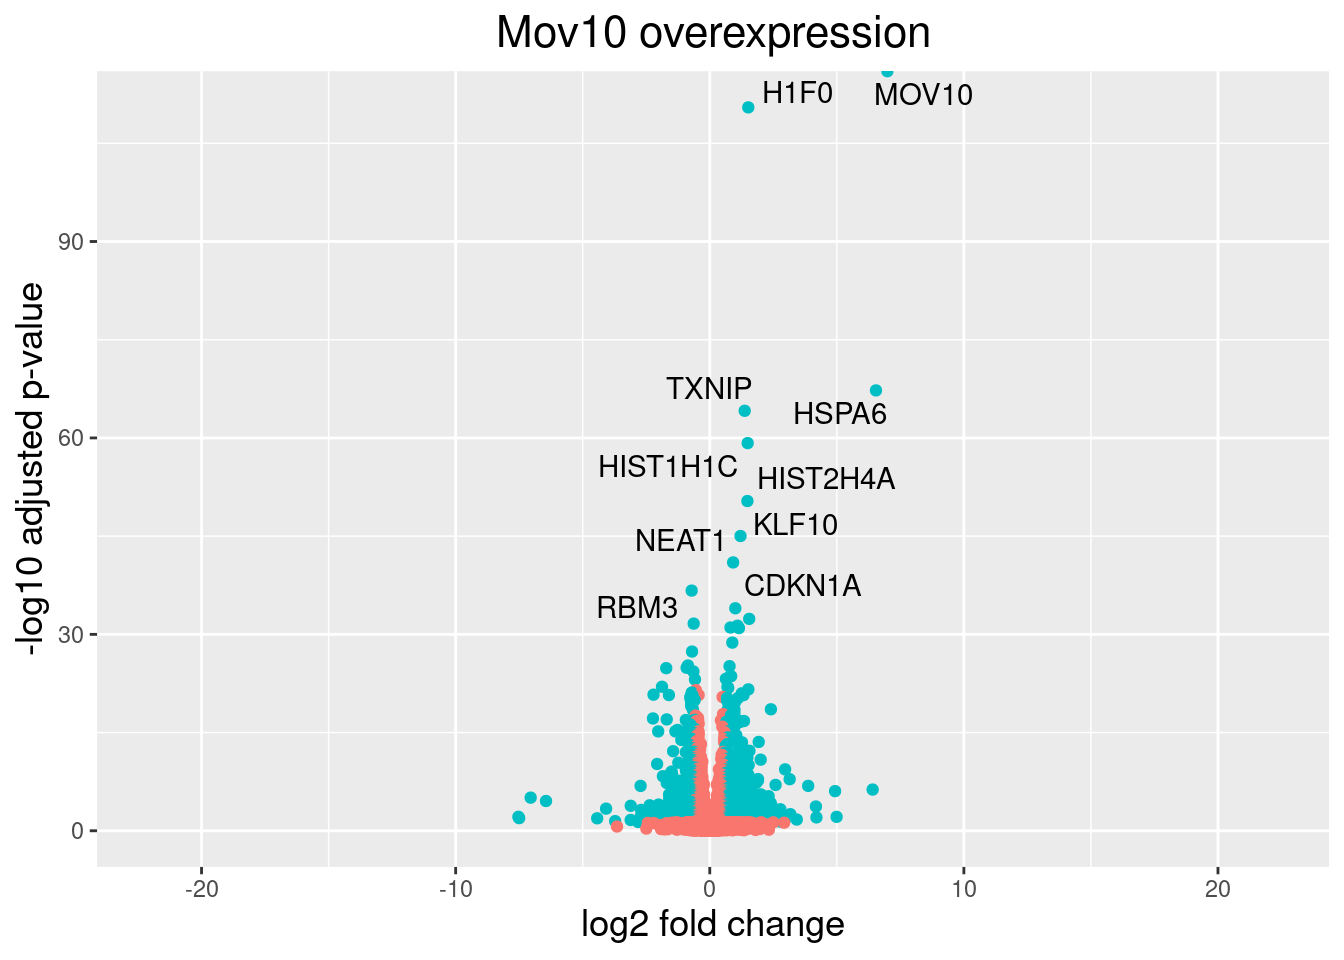 Mov10 overexpression
H1F0
MOV10
90
TXNIP
HSPA6
60
HIST1H1C
HIST2H4A
KLF10
NEAT1
CDKN1A
RBM3
30
0
-log10 adjusted p-value
-20 -10 0 10 20
log2 fold change